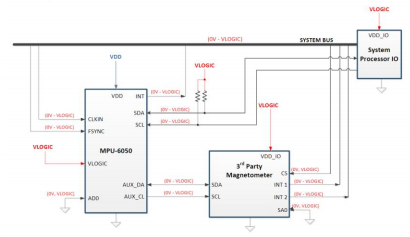 VLOGIC
(0V - VLOGIC)
SYSTEM BUS
VDD_IO
System
Processor IO
VDD
VLOGIC
VDD
INT
(0V - VLOGIC)
SDA
(0V - VLOGIC)
SCL
(0V - VLOGIC)
(0V - VLOGIC)
CLKIN
(0V - VLOGIC)
FSYNC
MPU-6050
VLOGIC
VLOGIC
VLOGIC
VDD_IO
3rd Party
Magnetometer
CS
(0V, VLOGIC)
INT 1
(0V - VLOGIC)
INT 2
(0V - VLOGIC)
SA0
(0V, VLOGIC)
AUX_DA
(0V - VLOGIC)
SDA
AUX_CL
(0V - VLOGIC)
SCL
(0V, VLOGIC)
AD0